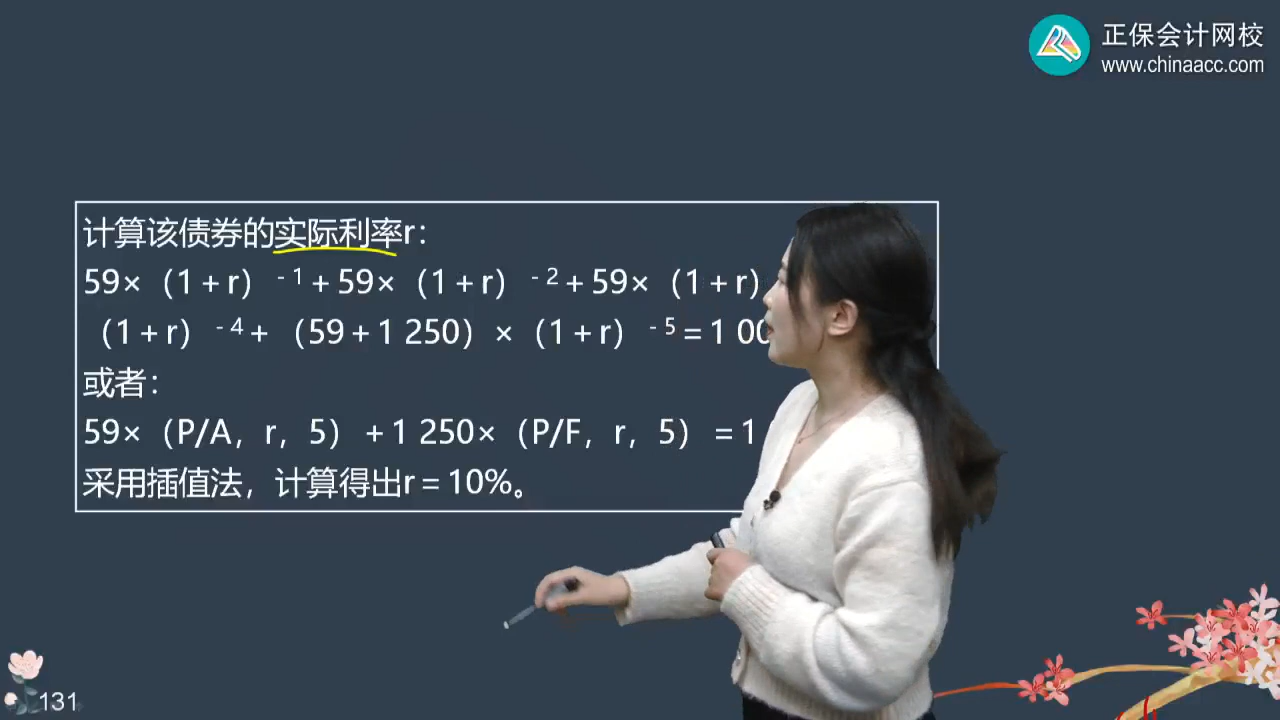 正保会计网校
www.chinaacc.com
计算该债券的实际利率r：
59×（1＋r）－1＋59×（1＋r）－2＋59×（1＋r）
（1＋r）－4＋（59＋1 250）×（1＋r）－5＝1 00
或者：
59×（P/A，r，5）＋1 250×（P/F，r，5）＝1
采用插值法，计算得出r＝10%。
131